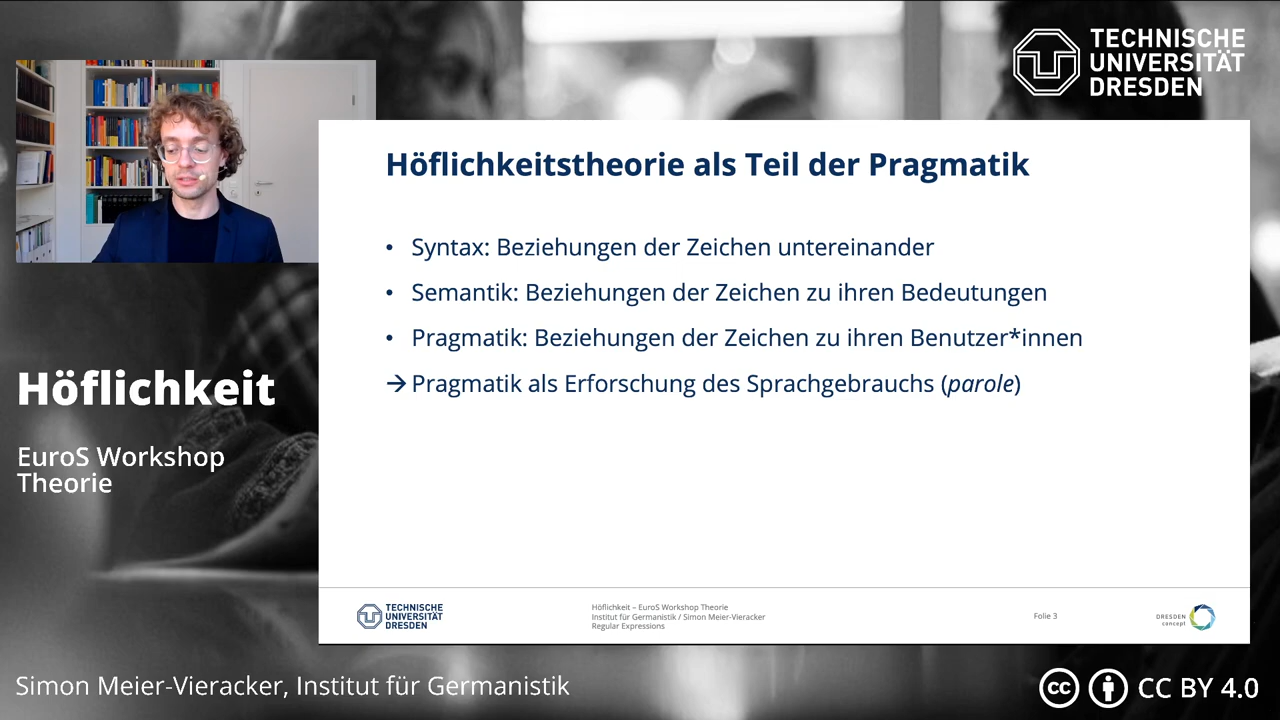 TECHNISCHE
UNIVERSITÄT
DRESDEN
Höflichkeitstheorie als Teil der Pragmatik
• Syntax: Beziehungen der Zeichen untereinander
• Semantik: Beziehungen der Zeichen zu ihren Bedeutungen
• Pragmatik: Beziehungen der Zeichen zu ihren Benutzer*innen
→ Pragmatik als Erforschung des Sprachgebrauchs (parole)
Höflichkeit
EuroS Workshop
Theorie
TECHNISCHE
UNIVERSITÄT
DRESDEN
Höflichkeit – EuroS Workshop Theorie
Institut für Germanistik / Simon Meier-Vieracker
Regular Expressions
Folie 3
DRESDEN
concept
Simon Meier-Vieracker, Institut für Germanistik
cc CC BY 4.0